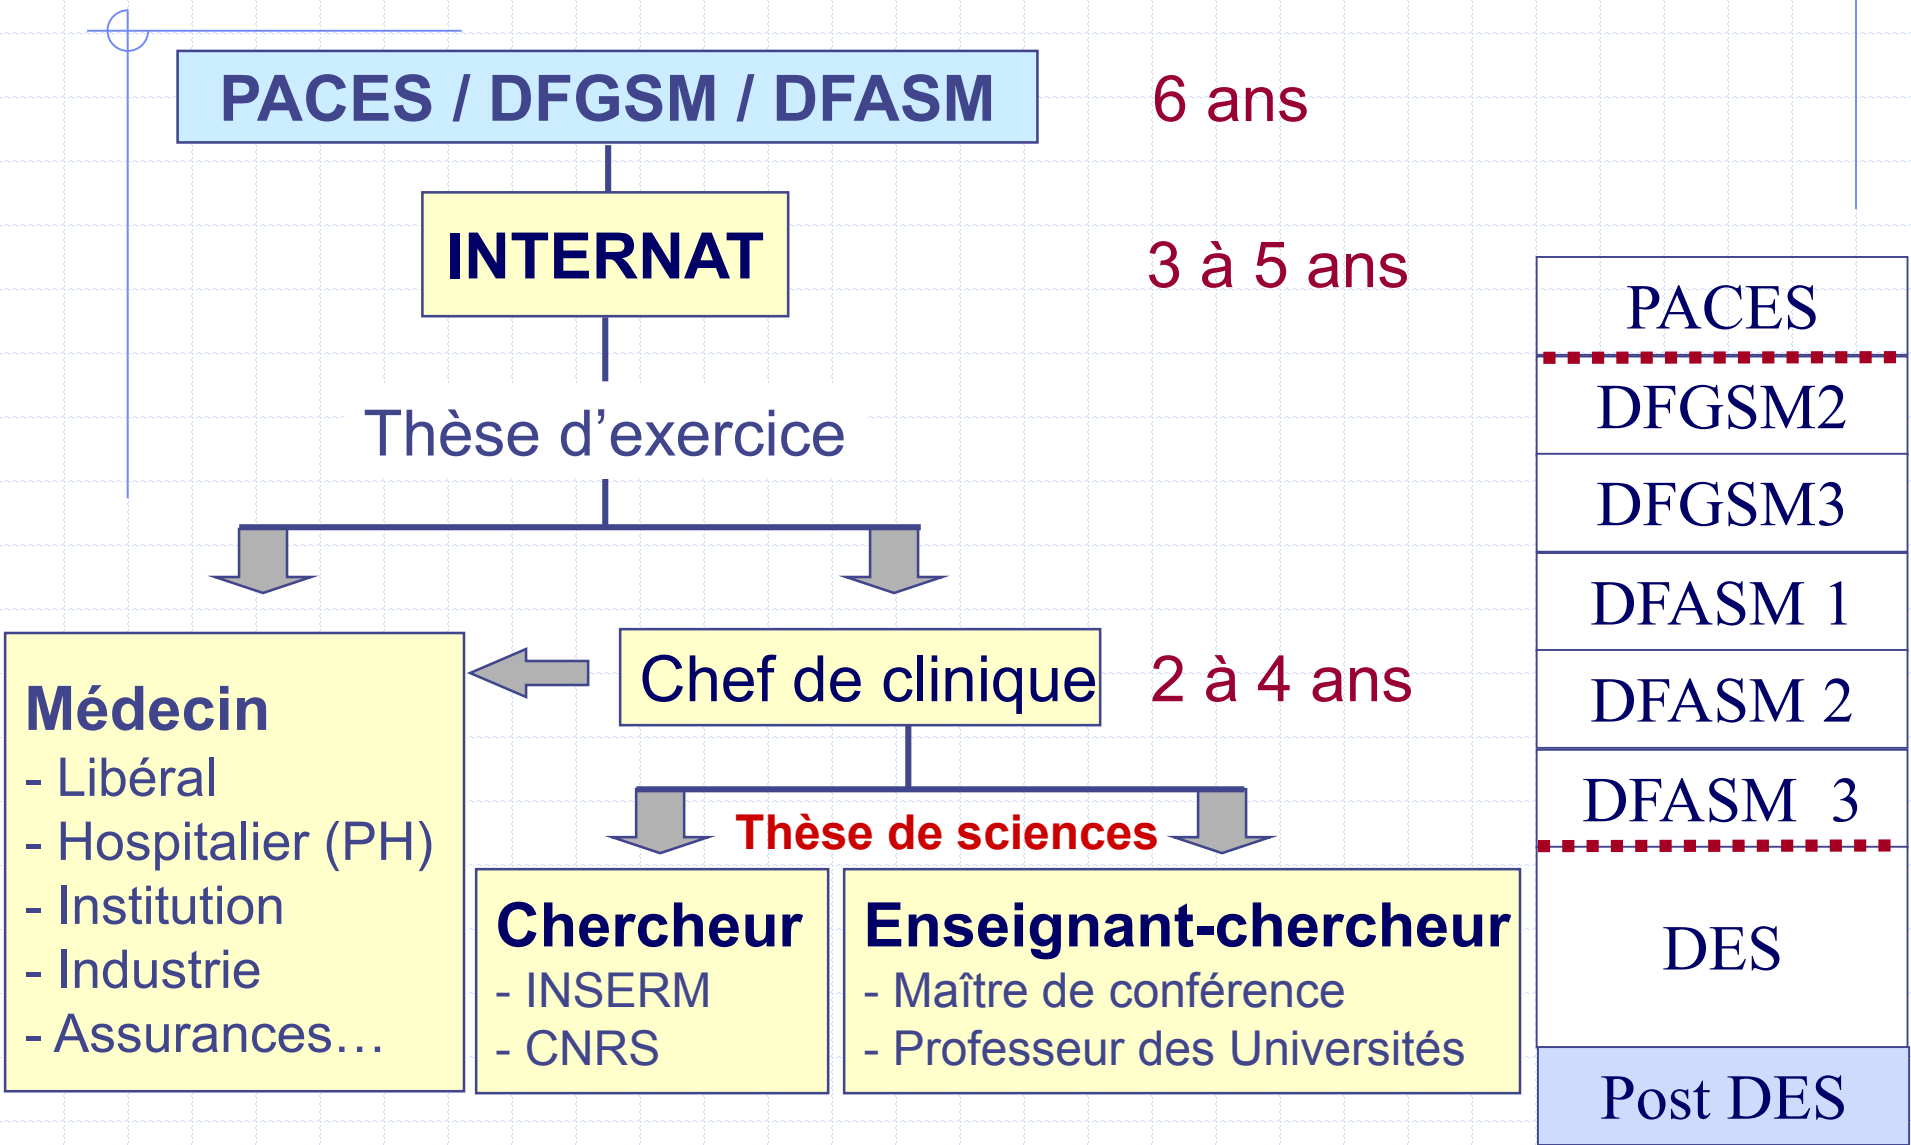 PACES / DFGSM / DFASM
6 ans
INTERNAT
3 à 5 ans
Thèse d’exercice
Chef de clinique
2 à 4 ans
Médecin
- Libéral
- Hospitalier (PH)
- Institution
- Industrie
- Assurances…
Thèse de sciences
Chercheur
- INSERM
- CNRS
Enseignant-chercheur
- Maître de conférence
- Professeur des Universités
PACES
DFGSM2
DFGSM3
DFASM 1
DFASM 2
DFASM 3
DES
Post DES